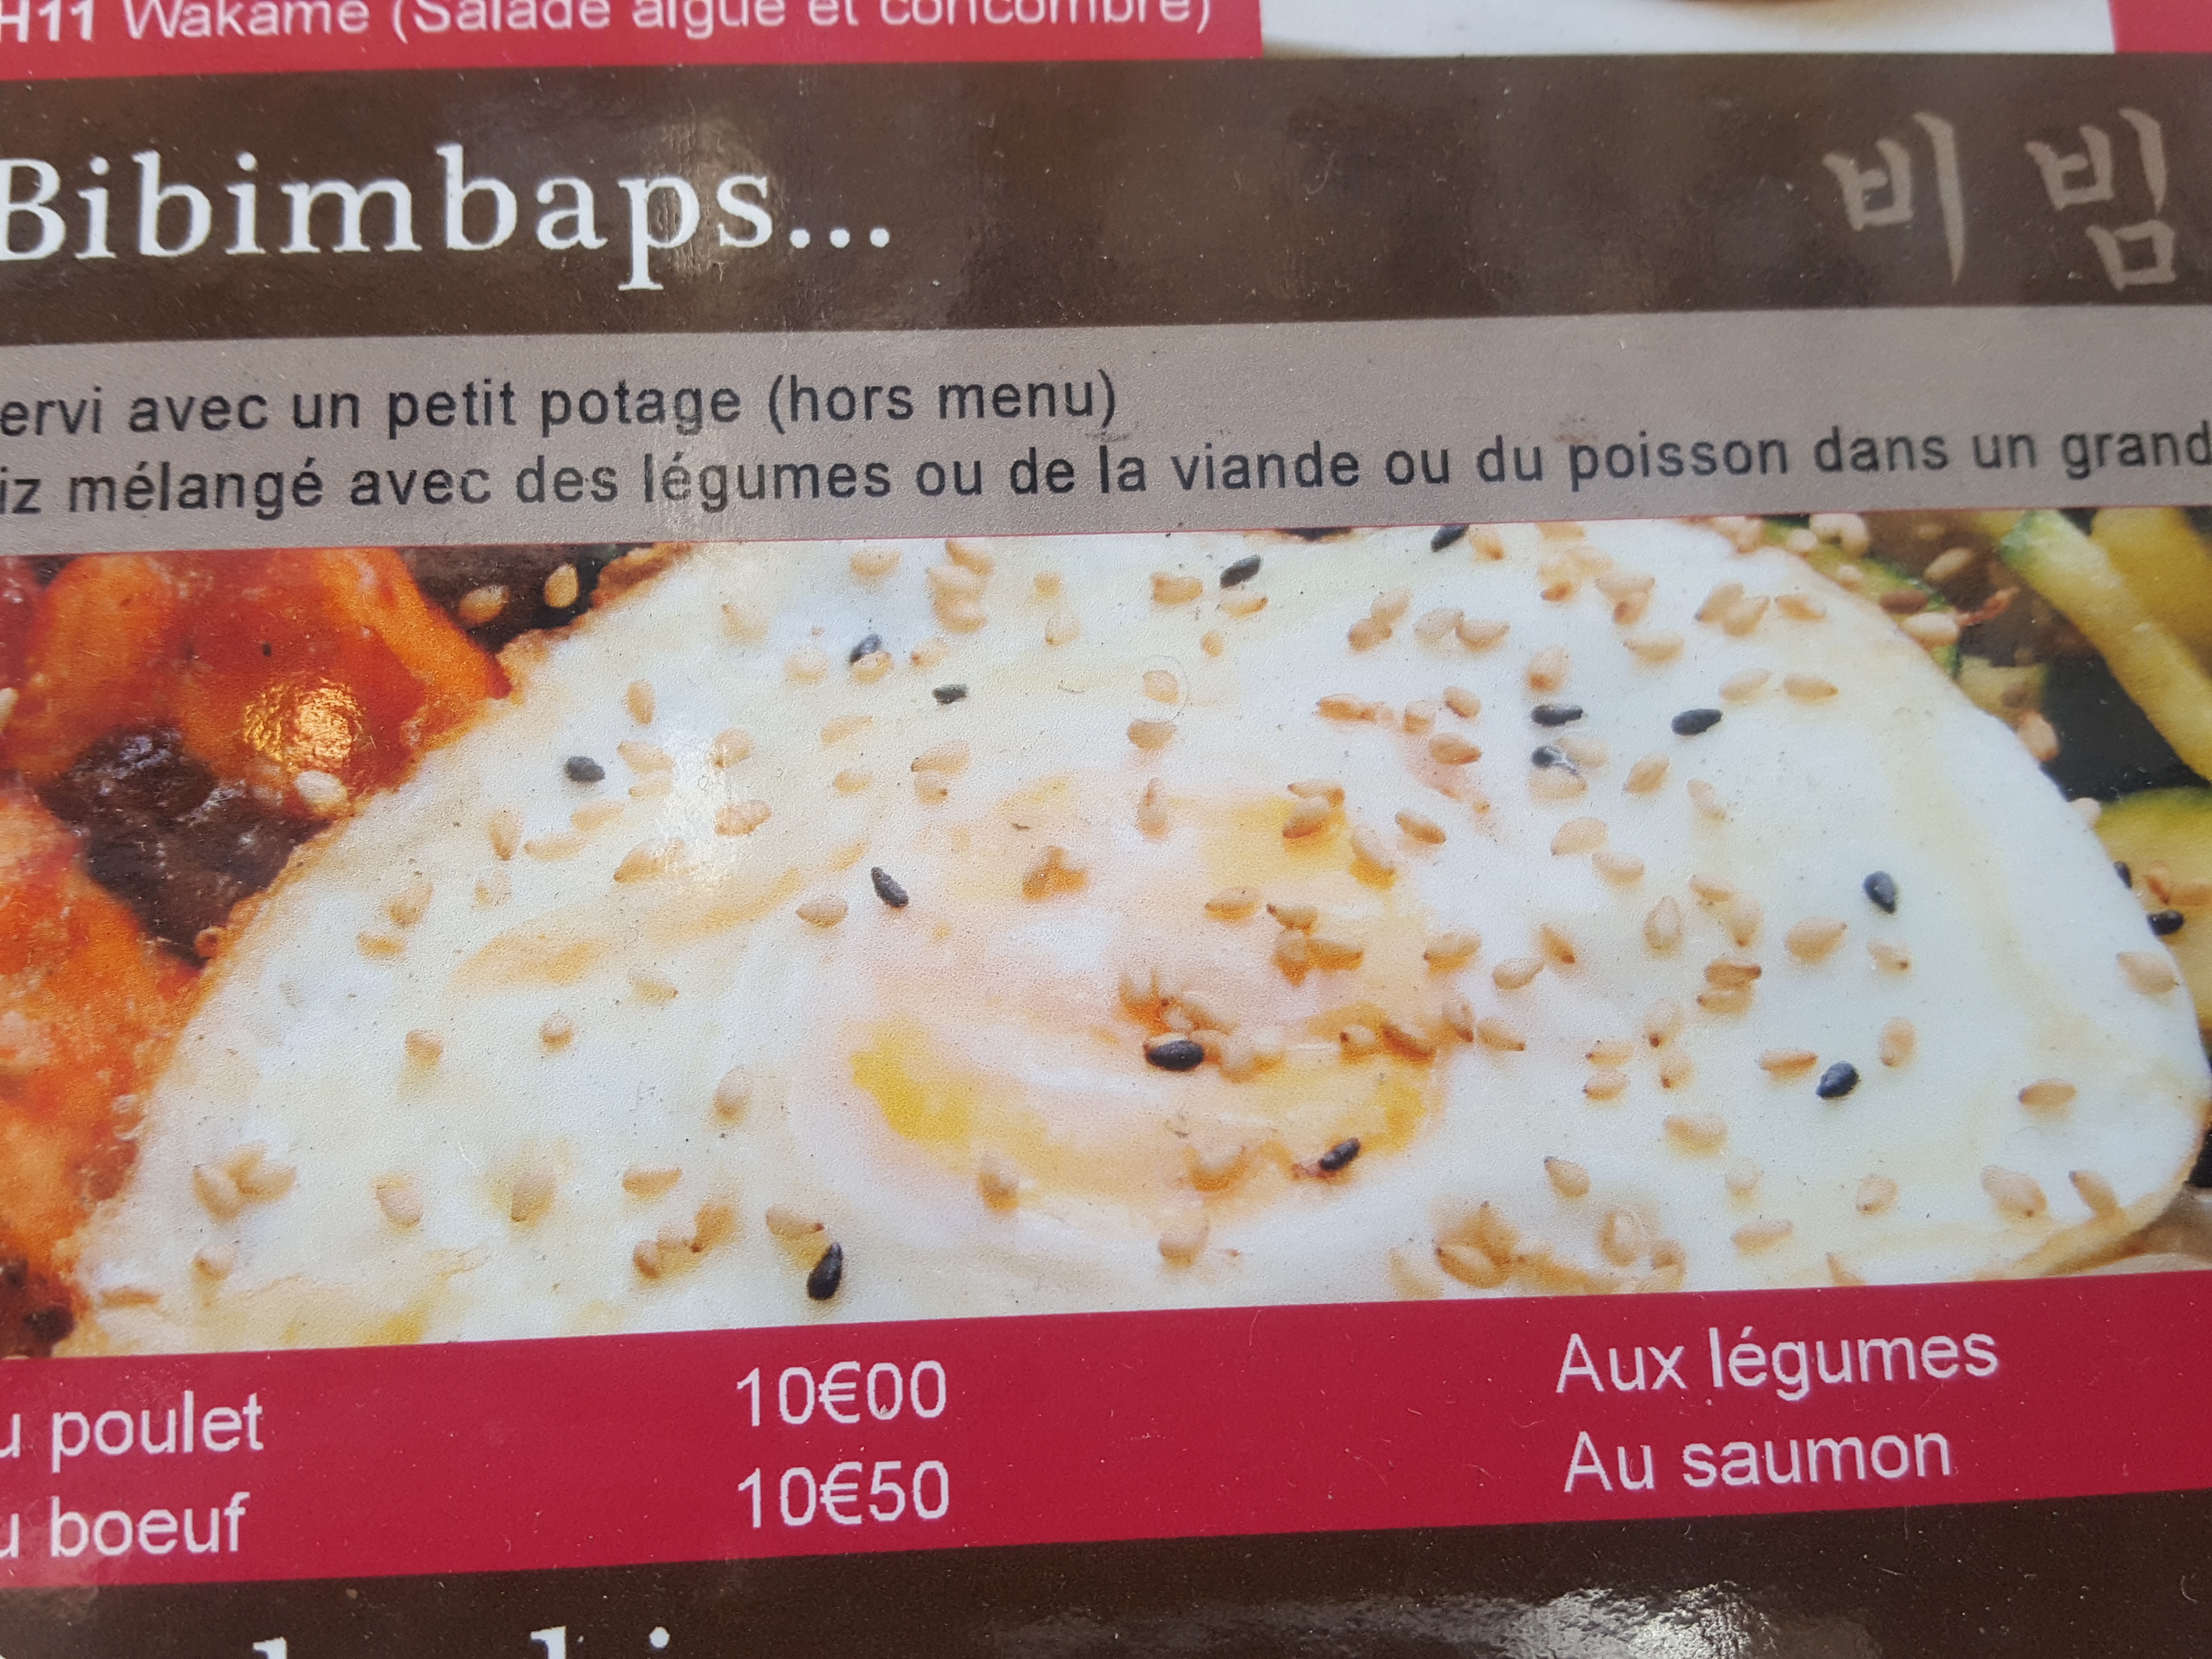 H11 Wakame (Salade algue et concombre)
Bibimbaps... 비 빔
ervi avec un petit potage (hors menu)
iz mélangé avec des légumes ou de la viande ou du poisson dans un grand
u poulet 10€00 Aux légumes
u boeuf 10€50 Au saumon